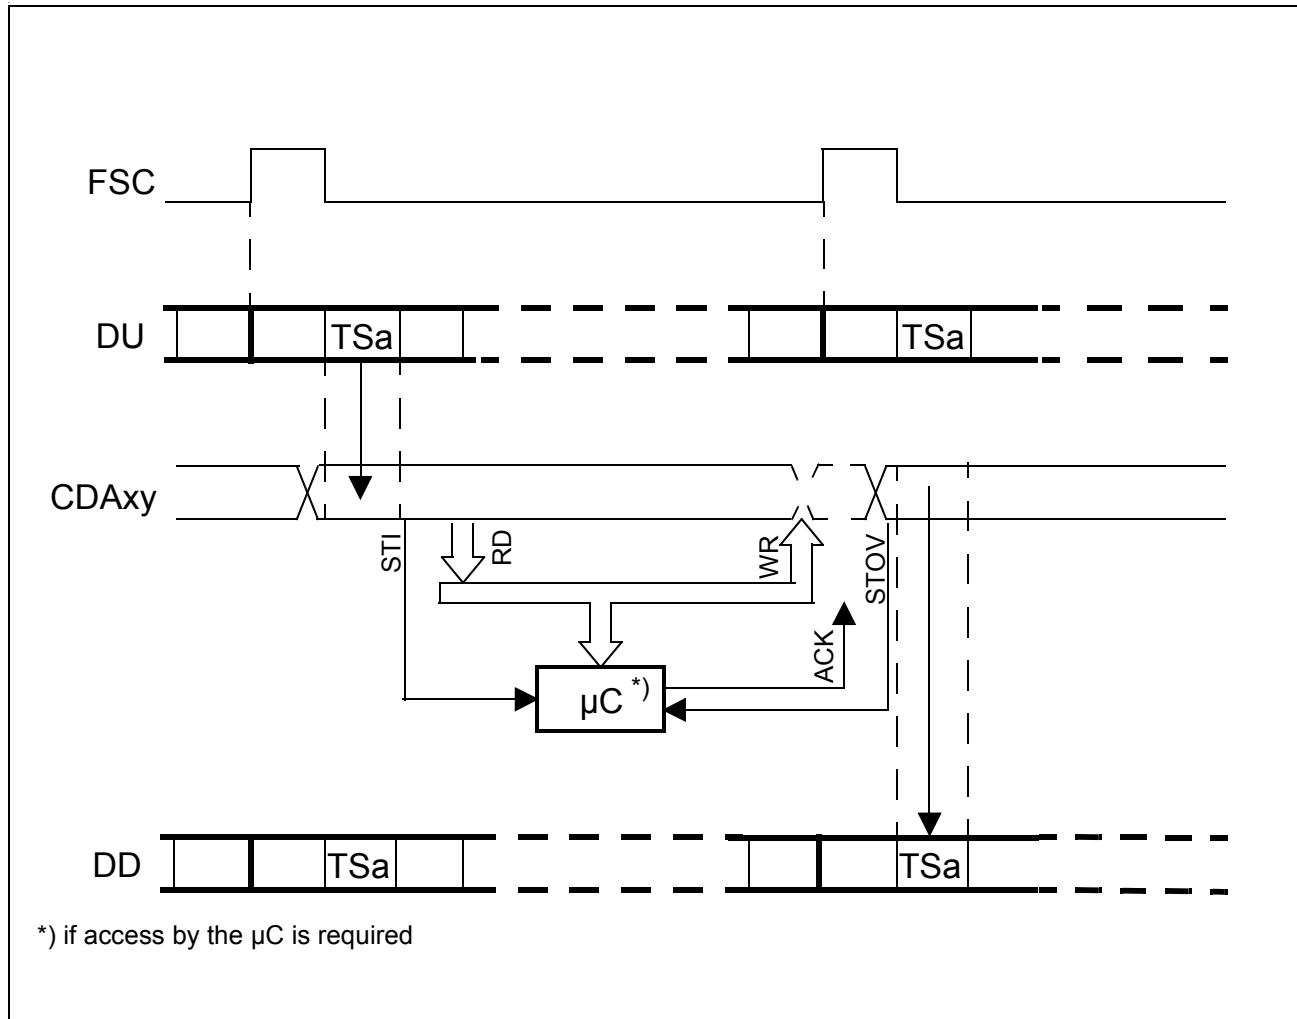 FSC
DU
TSa
TSa
CDAxy
STI
RD
WR
STOV
ACK
µC *)
DD
TSa
TSa
*) if access by the µC is required